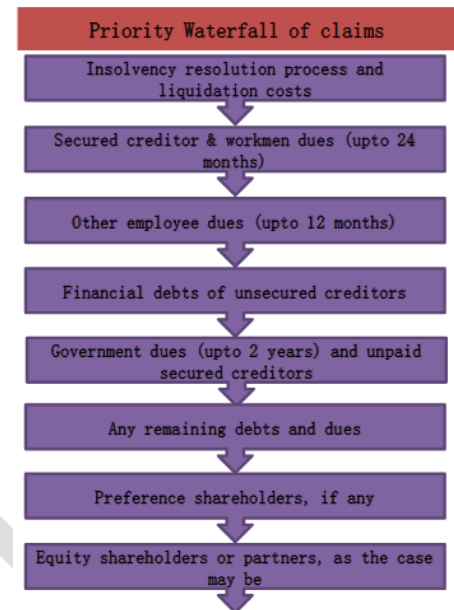 Priority Waterfall of claims
Insolvency resolution process and
liquidation costs
Secured creditor & workmen dues (upto 24
months)
Other employee dues (upto 12 months)
Financial debts of unsecured creditors
Government dues (upto 2 years) and unpaid
secured creditors
Any remaining debts and dues
Preference shareholders, if any
Equity shareholders or partners, as the case
may be